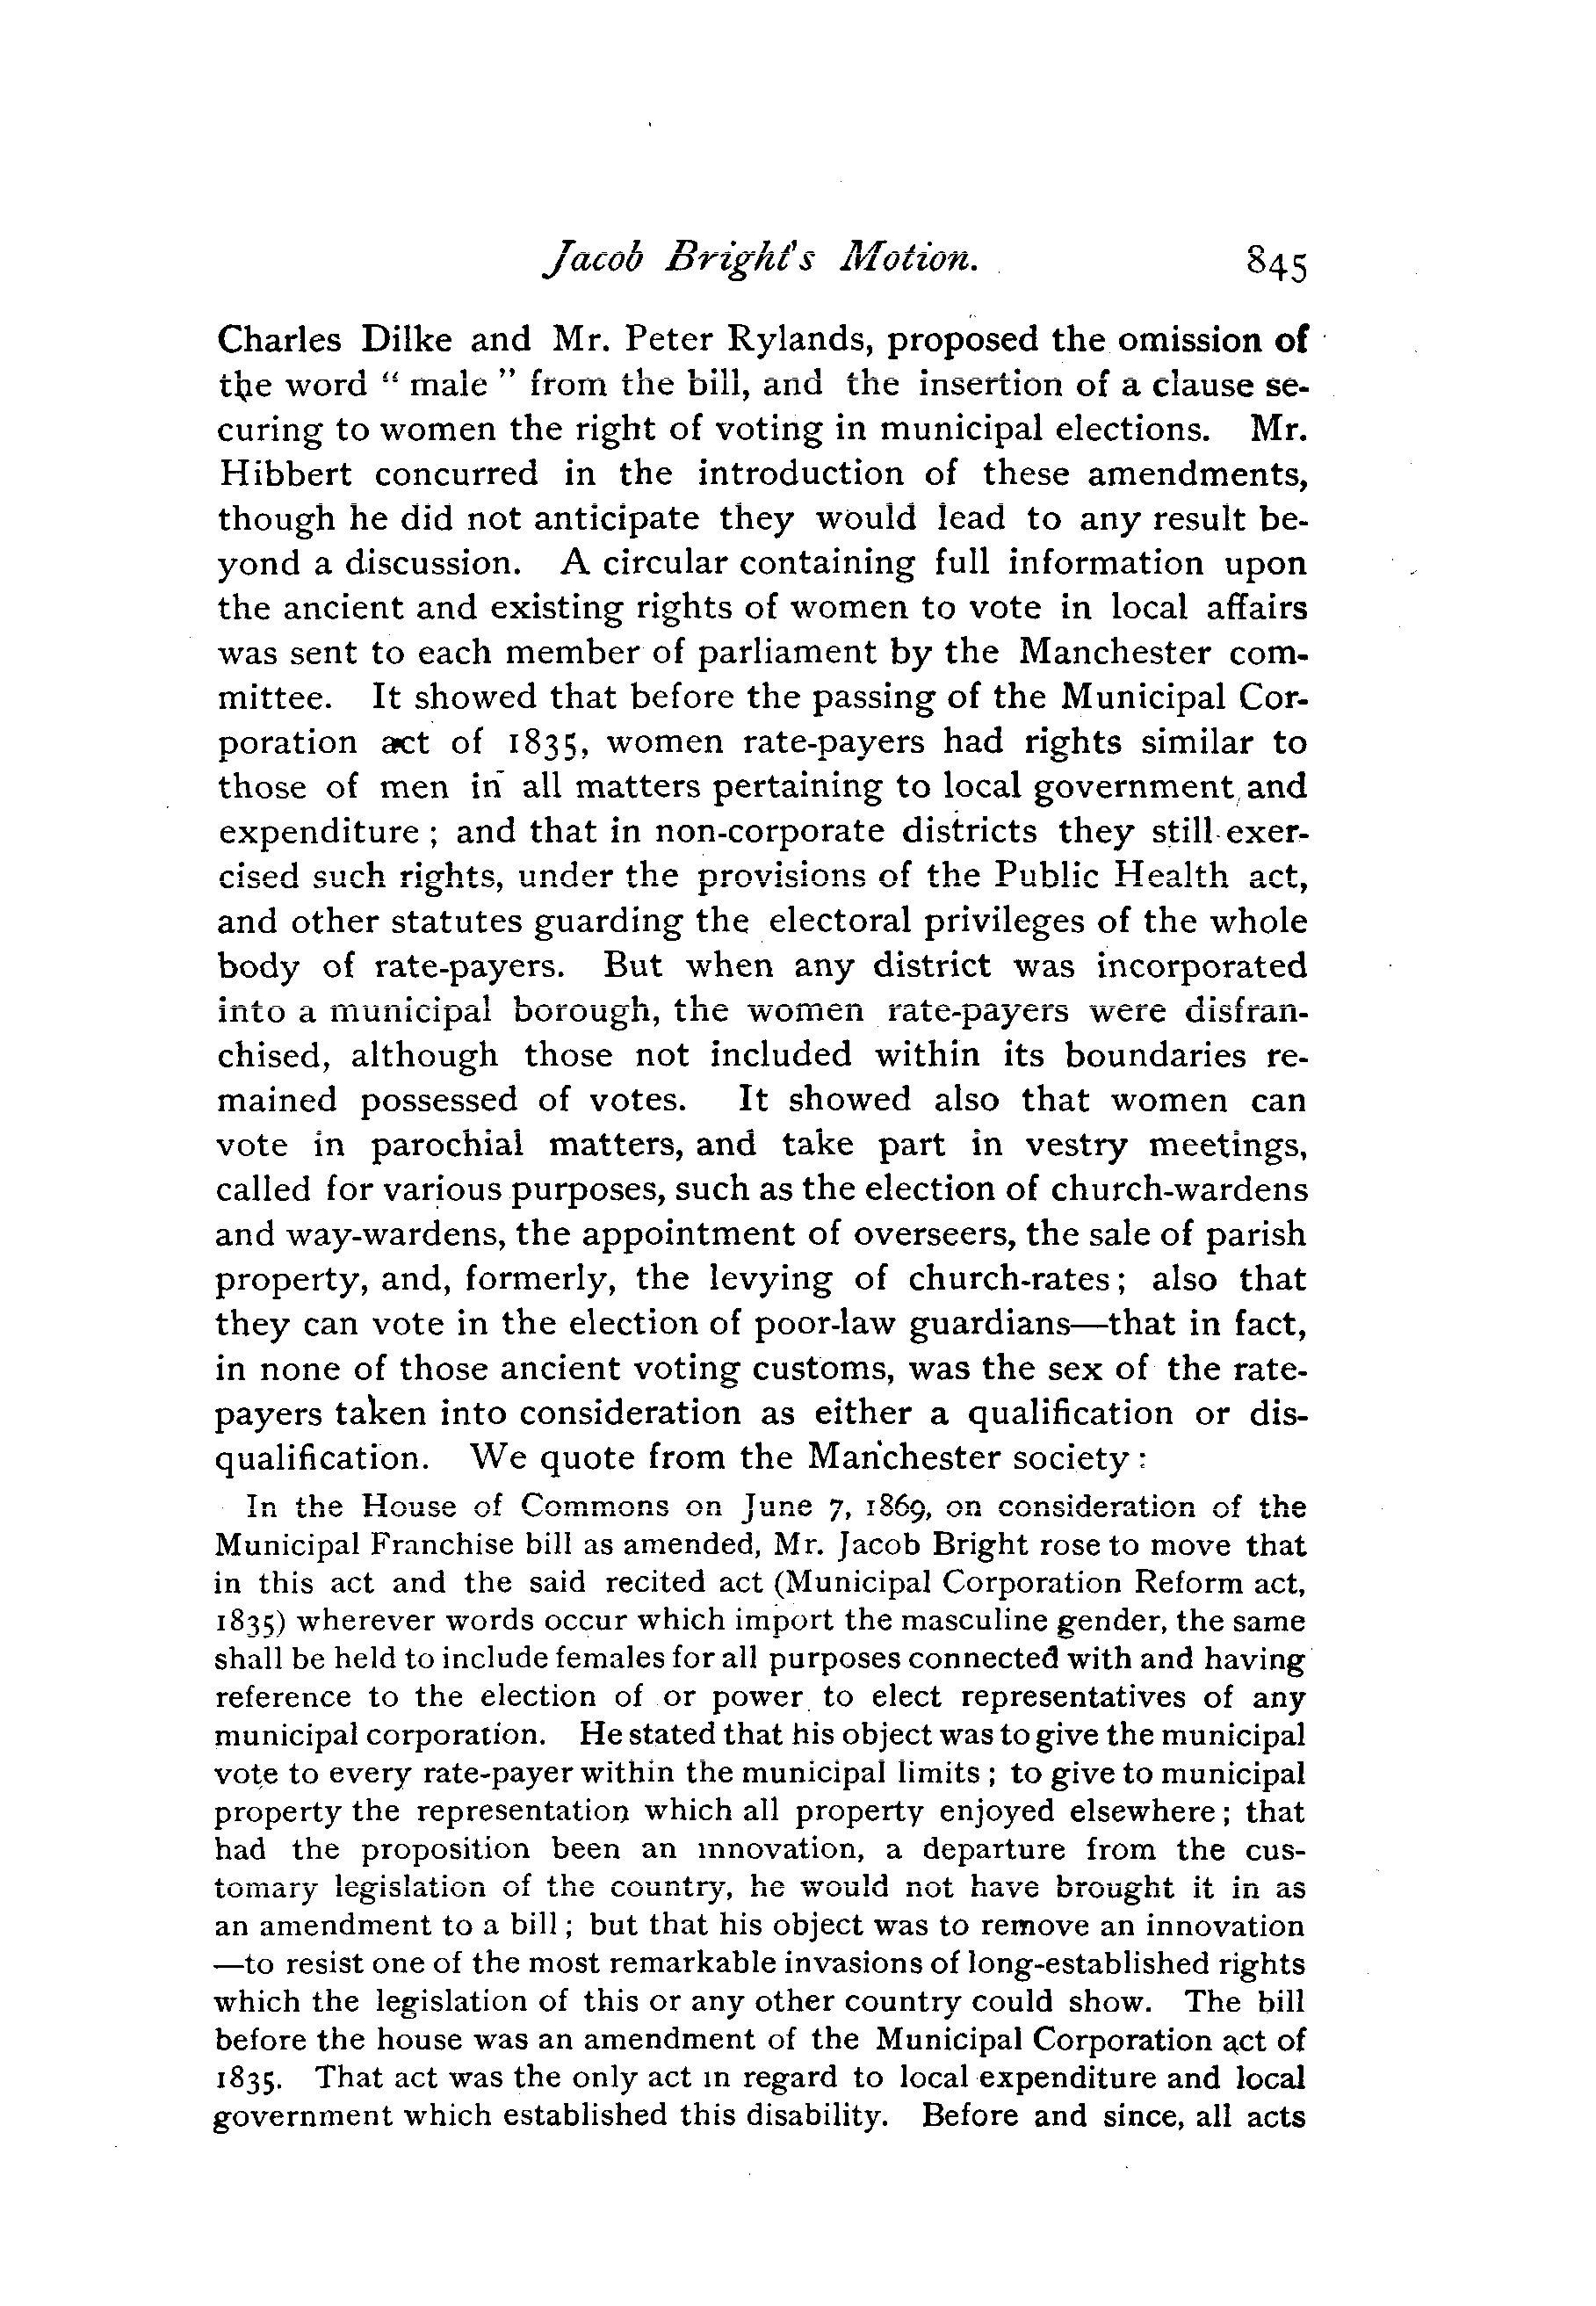 Jacob Bright's Motion. 845
Charles Dilke and Mr. Peter Rylands, proposed the omission of
the word “ male ” from the bill, and the insertion of a clause se-
curing to women the right of voting in municipal elections. Mr.
Hibbert concurred in the introduction of these amendments,
though he did not anticipate they would lead to any result be-
yond a discussion. A circular containing full information upon
the ancient and existing rights of women to vote in local affairs
was sent to each member of parliament by the Manchester com-
mittee. It showed that before the passing of the Municipal Cor-
poration act of 1835, women rate-payers had rights similar to
those of men in all matters pertaining to local government and
expenditure ; and that in non-corporate districts they still exer-
cised such rights, under the provisions of the Public Health act,
and other statutes guarding the electoral privileges of the whole
body of rate-payers. But when any district was incorporated
into a municipal borough, the women rate-payers were disfran-
chised, although those not included within its boundaries re-
mained possessed of votes. It showed also that women can
vote in parochial matters, and take part in vestry meetings,
called for various purposes, such as the election of church-wardens
and way-wardens, the appointment of overseers, the sale of parish
property, and, formerly, the levying of church-rates ; also that
they can vote in the election of poor-law guardians—that in fact,
in none of those ancient voting customs, was the sex of the rate-
payers taken into consideration as either a qualification or dis-
qualification. We quote from the Manchester society :
In the House of Commons on June 7, 1869, on consideration of the
Municipal Franchise bill as amended, Mr. Jacob Bright rose to move that
in this act and the said recited act (Municipal Corporation Reform act,
1835) wherever words occur which import the masculine gender, the same
shall be held to include females for all purposes connected with and having
reference to the election of or power to elect representatives of any
municipal corporation. He stated that his object was to give the municipal
vote to every rate-payer within the municipal limits ; to give to municipal
property the representation which all property enjoyed elsewhere ; that
had the proposition been an innovation, a departure from the cus-
tomary legislation of the country, he would not have brought it in as
an amendment to a bill ; but that his object was to remove an innovation
—to resist one of the most remarkable invasions of long-established rights
which the legislation of this or any other country could show. The bill
before the house was an amendment of the Municipal Corporation act of
1835. That act was the only act in regard to local expenditure and local
government which established this disability. Before and since, all acts